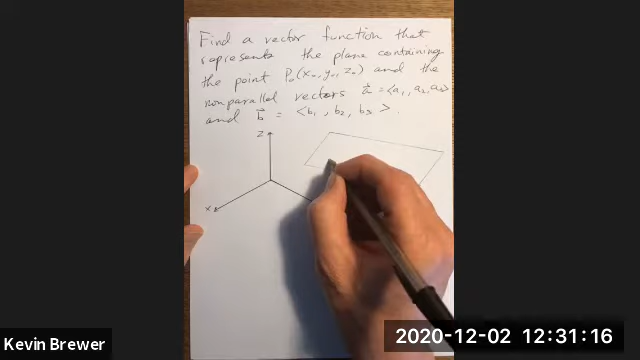 Find a vector function that
represents the plane containing
the point P₀(x₀, y₀, z₀) and the
nonparallel vectors a⃗ = <a₁, a₂, a₃>
and b⃗ = <b₁, b₂, b₃>.
z
x
Kevin Brewer
2020-12-02 12:31:16